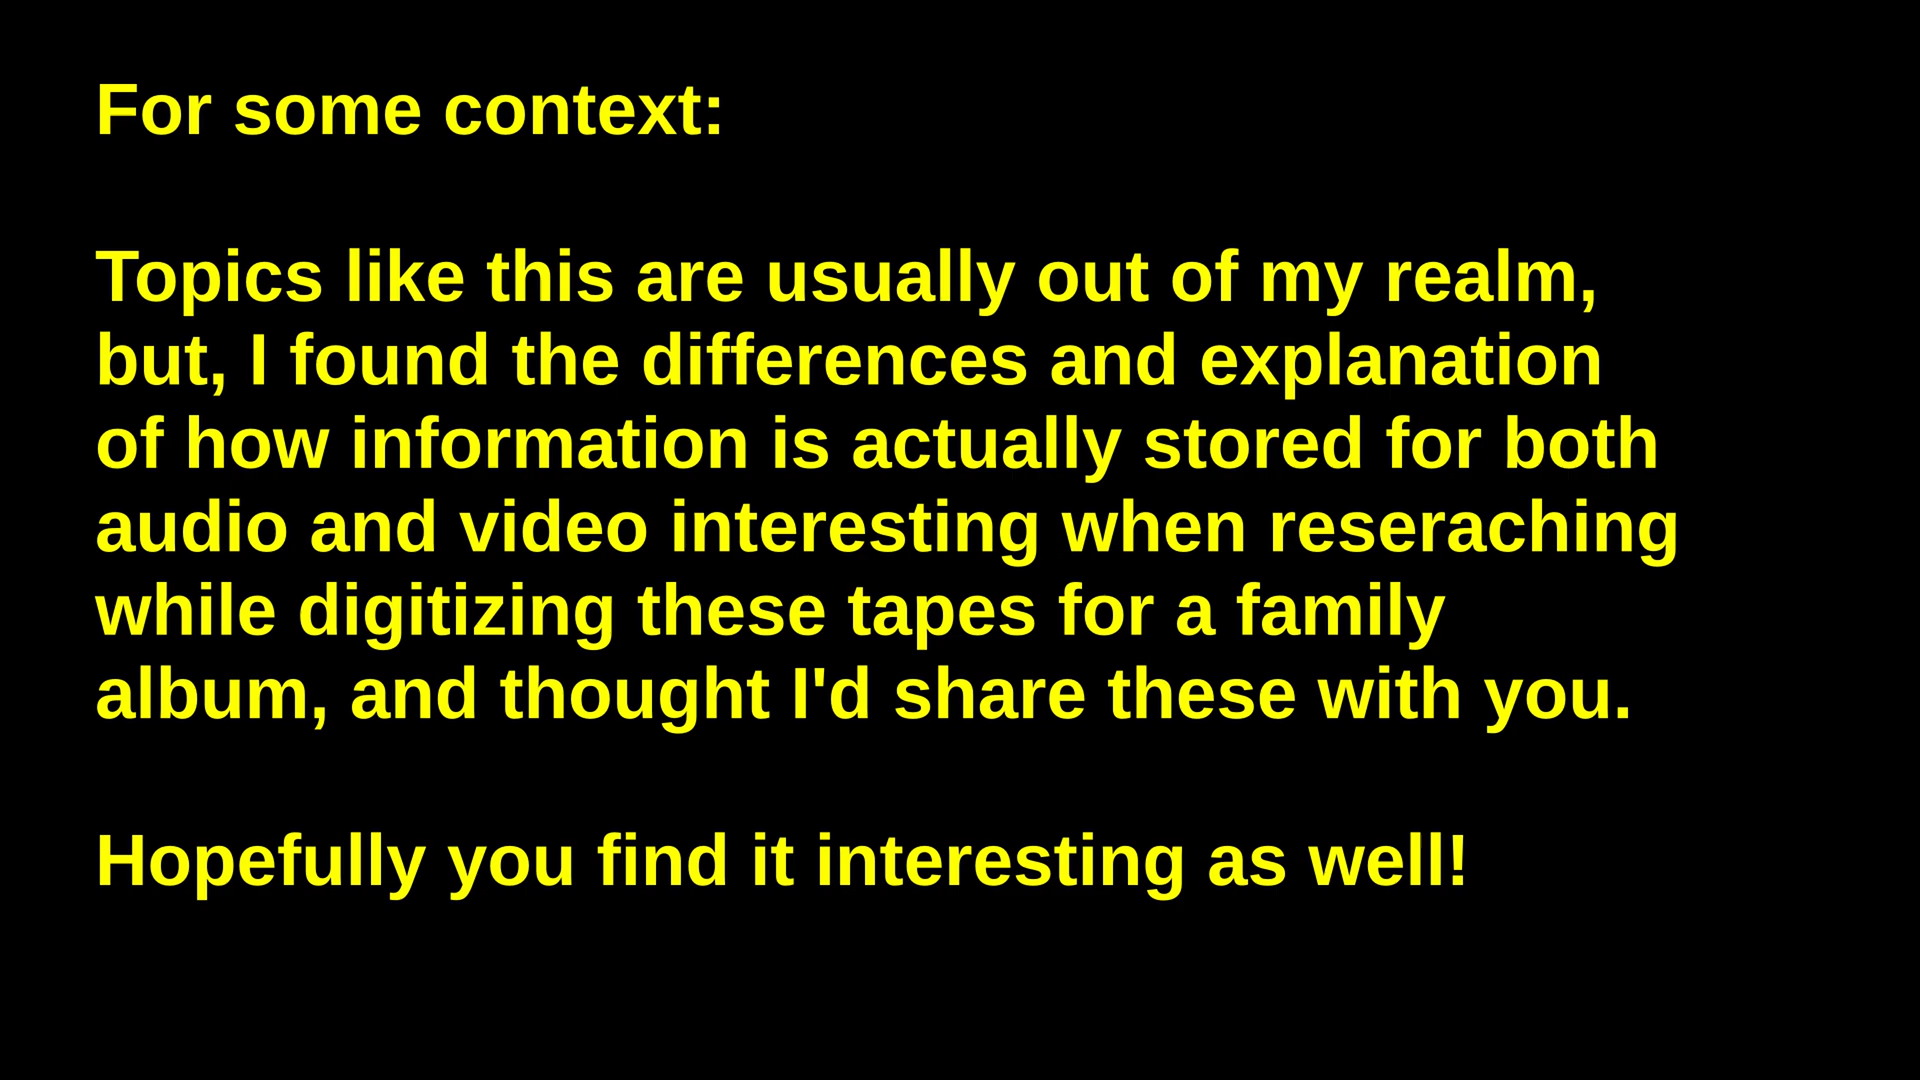 For some context:
Topics like this are usually out of my realm,
but, I found the differences and explanation
of how information is actually stored for both
audio and video interesting when reseraching
while digitizing these tapes for a family
album, and thought I'd share these with you.
Hopefully you find it interesting as well!